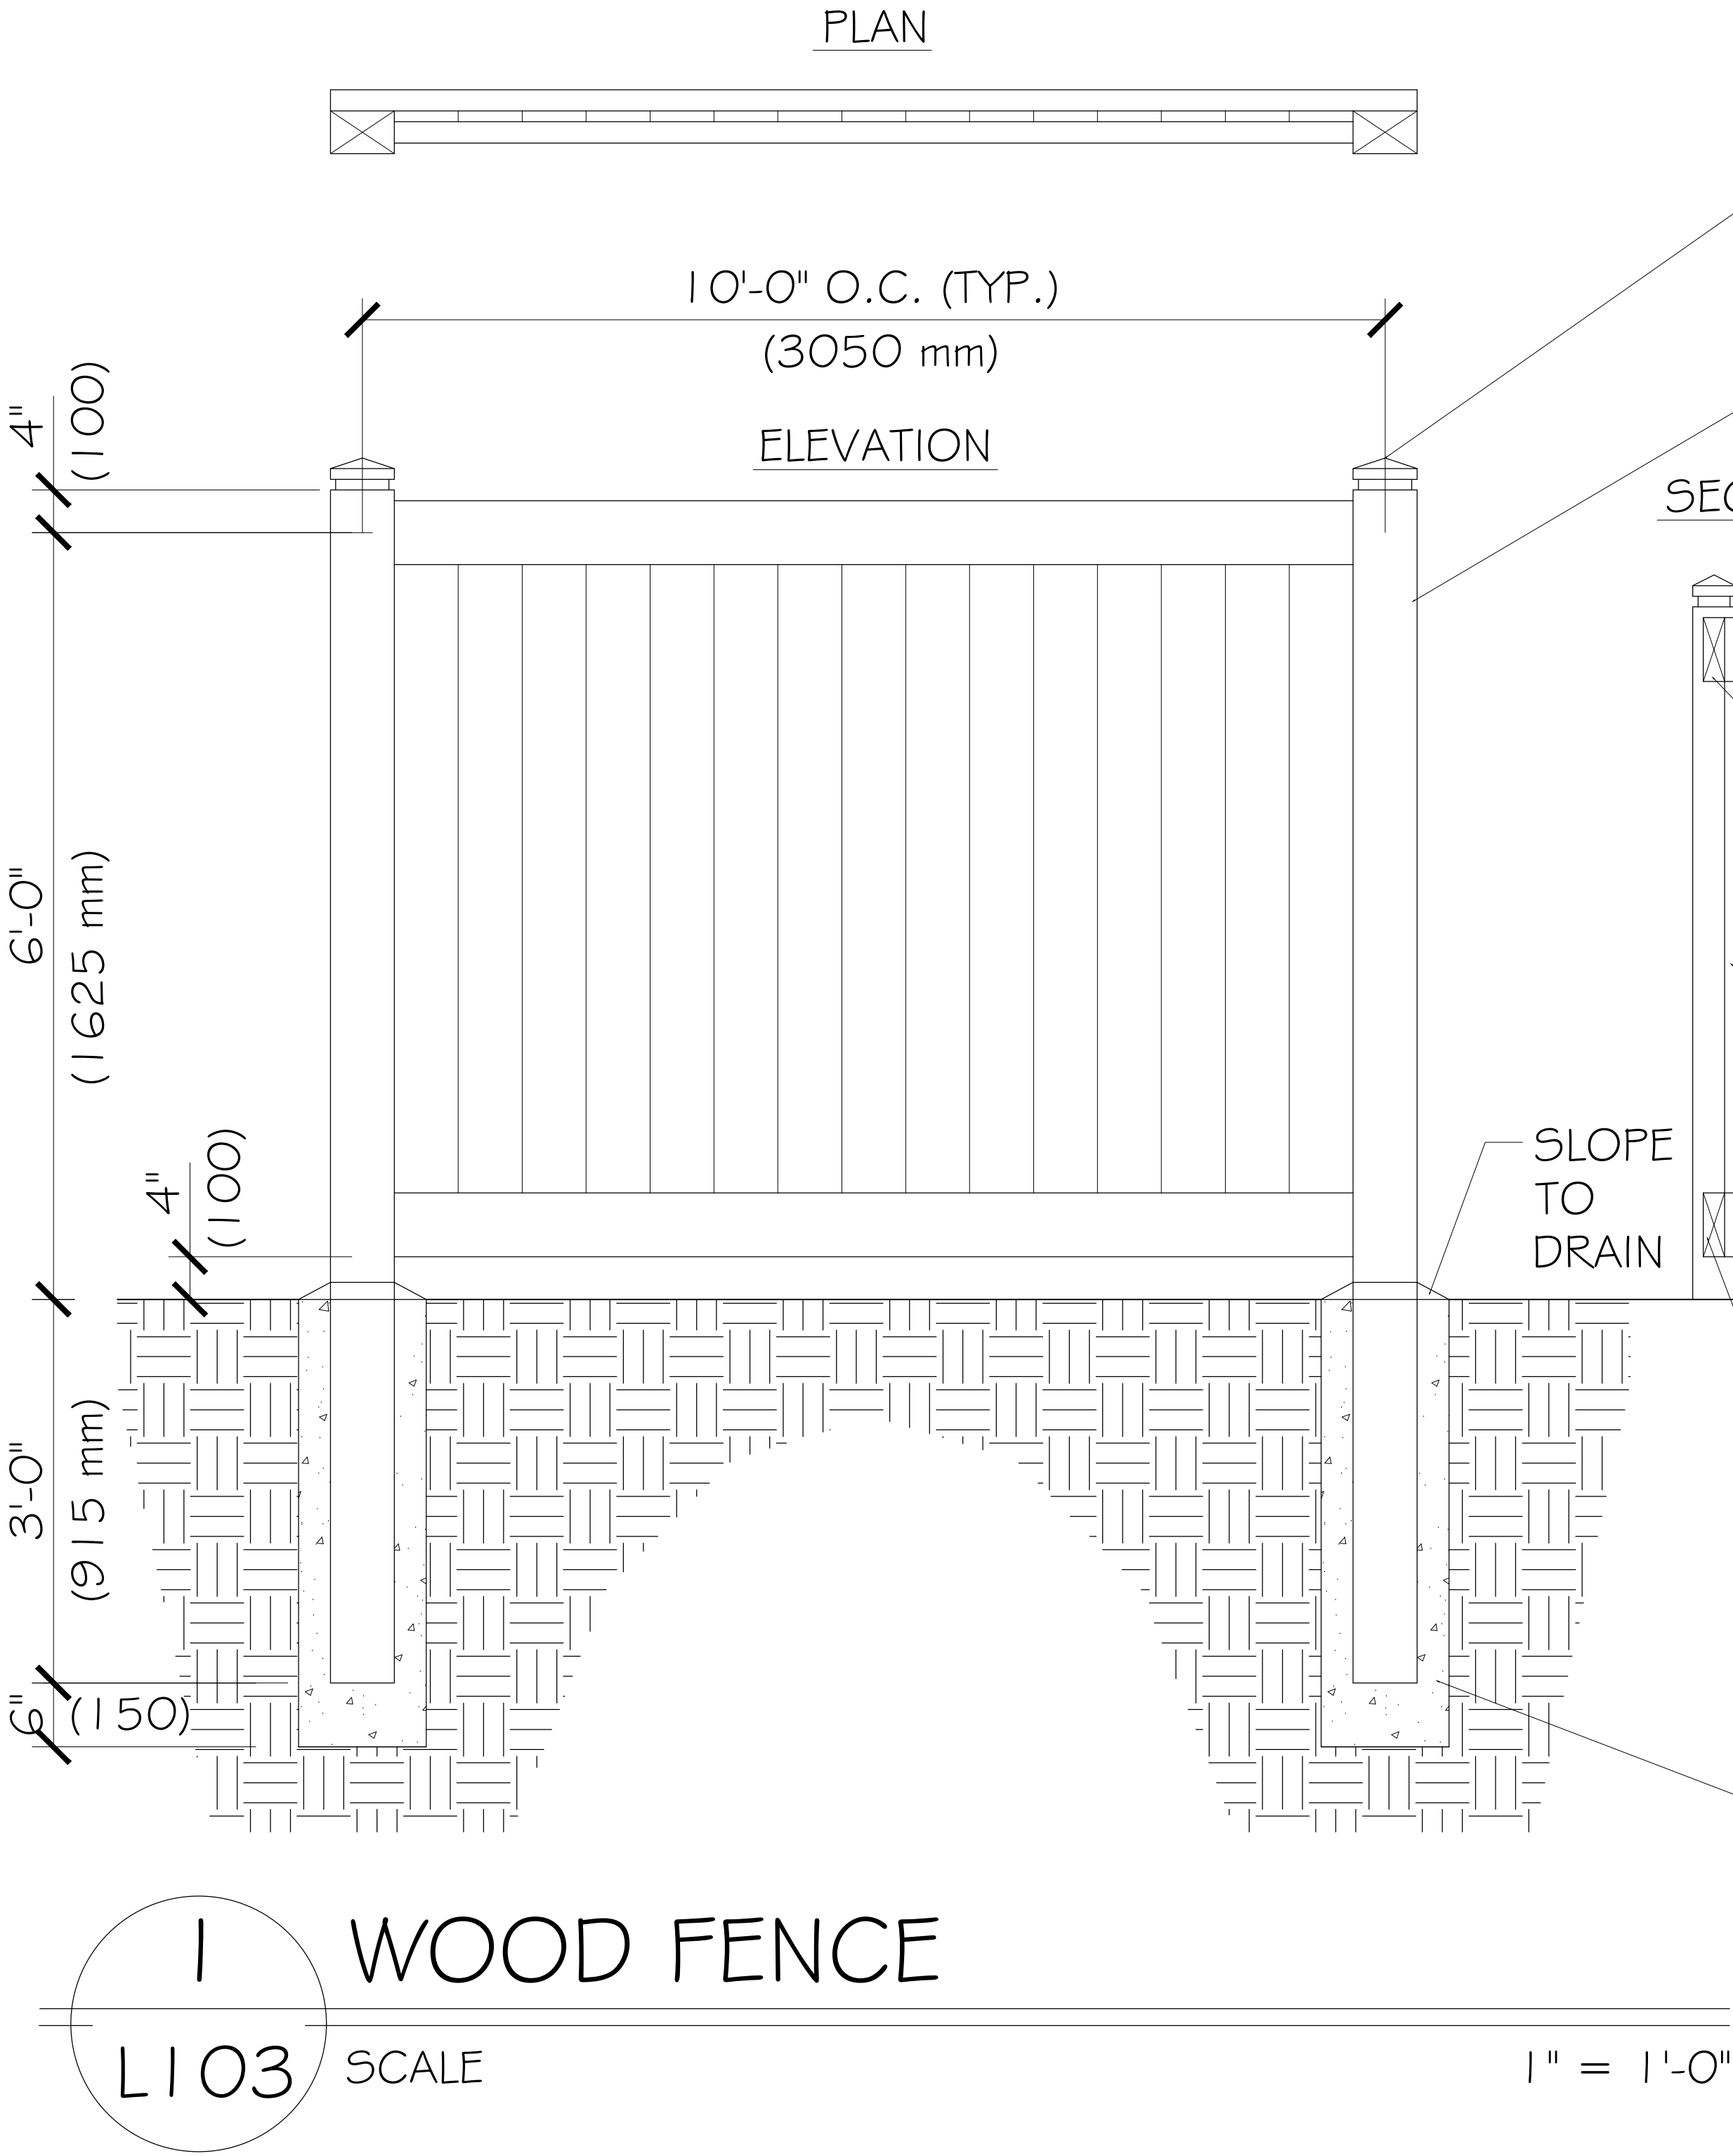 PLAN
10'-0" O.C. (TYP.)
(3050 mm)
ELEVATION
4"
(100)
6'-0"
(1625 mm)
4"
(100)
SLOPE
TO
DRAIN
3'-0"
(915 mm)
6"
(150)
1
WOOD FENCE
L103
SCALE
1" = 1'-0"